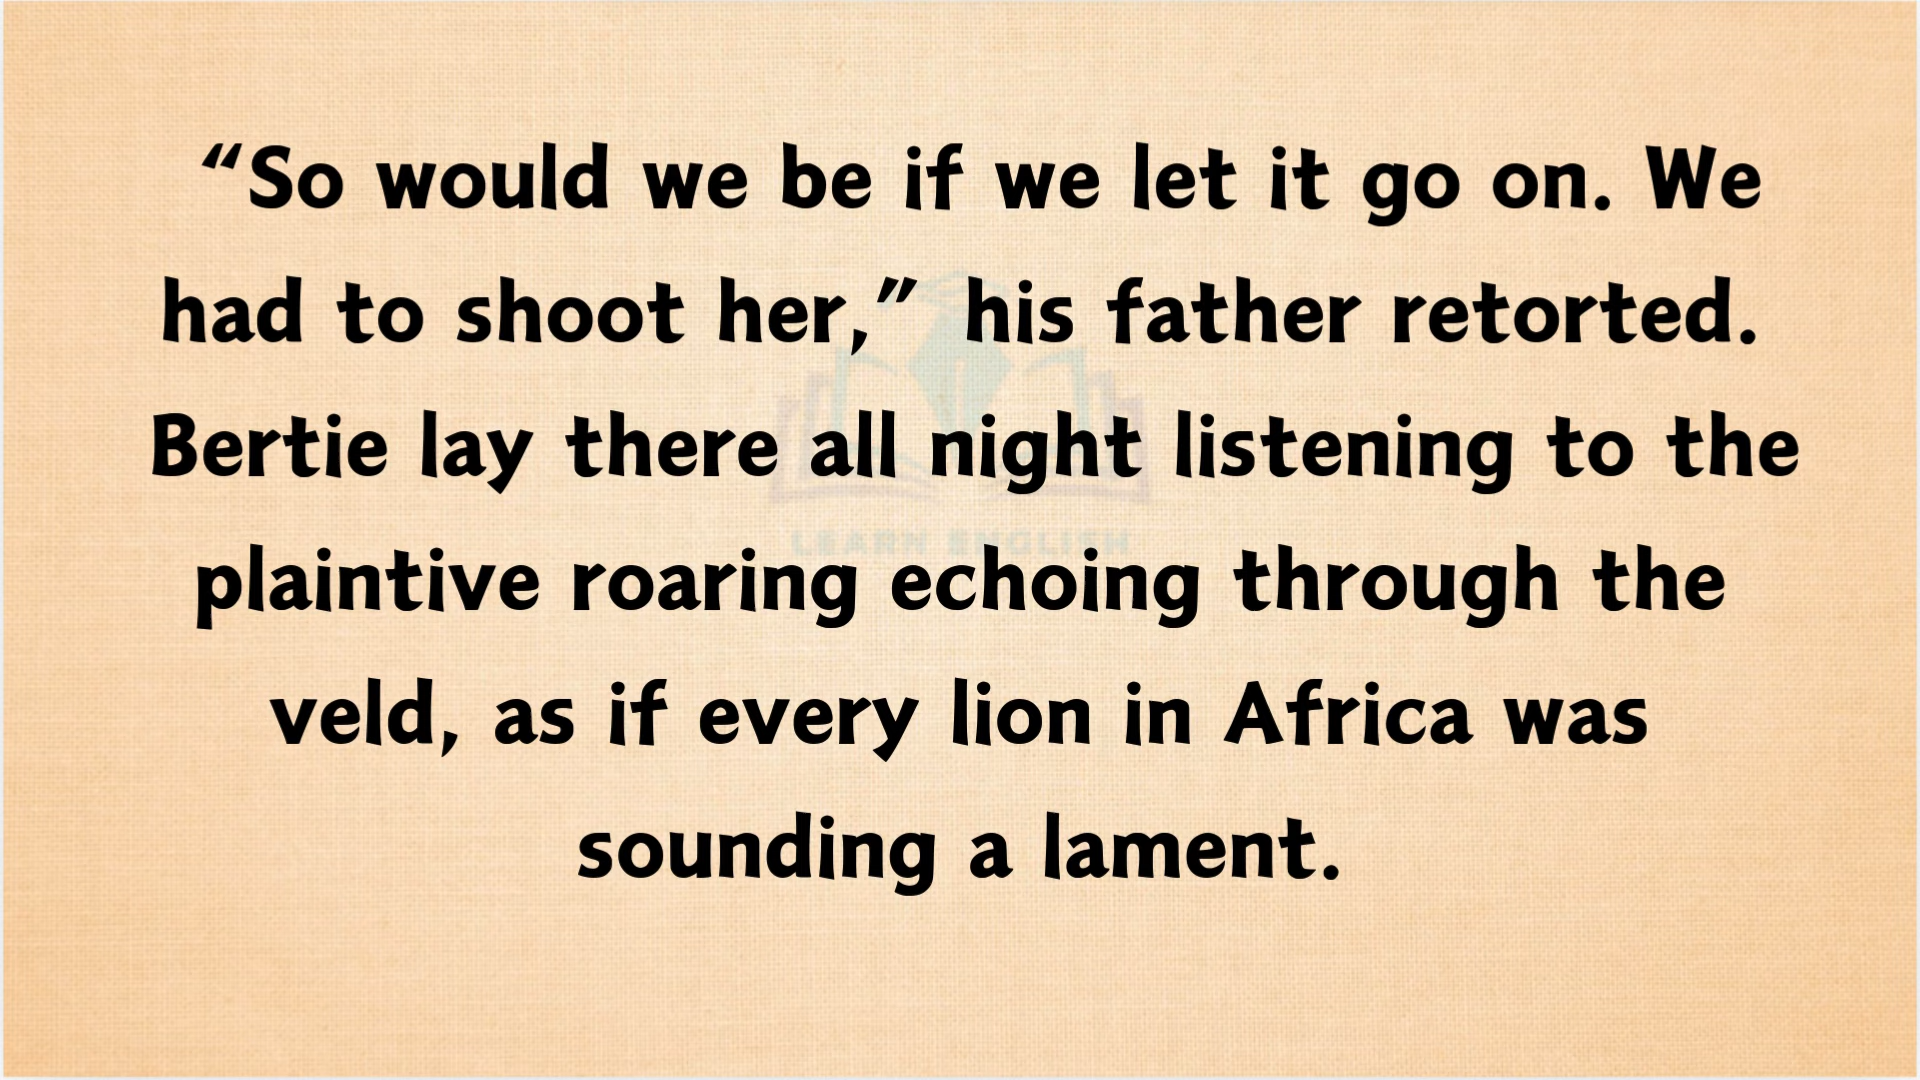 “So would we be if we let it go on. We
had to shoot her,” his father retorted.
Bertie lay there all night listening to the
plaintive roaring echoing through the
veld, as if every lion in Africa was
sounding a lament.
LEARN ENGLISH